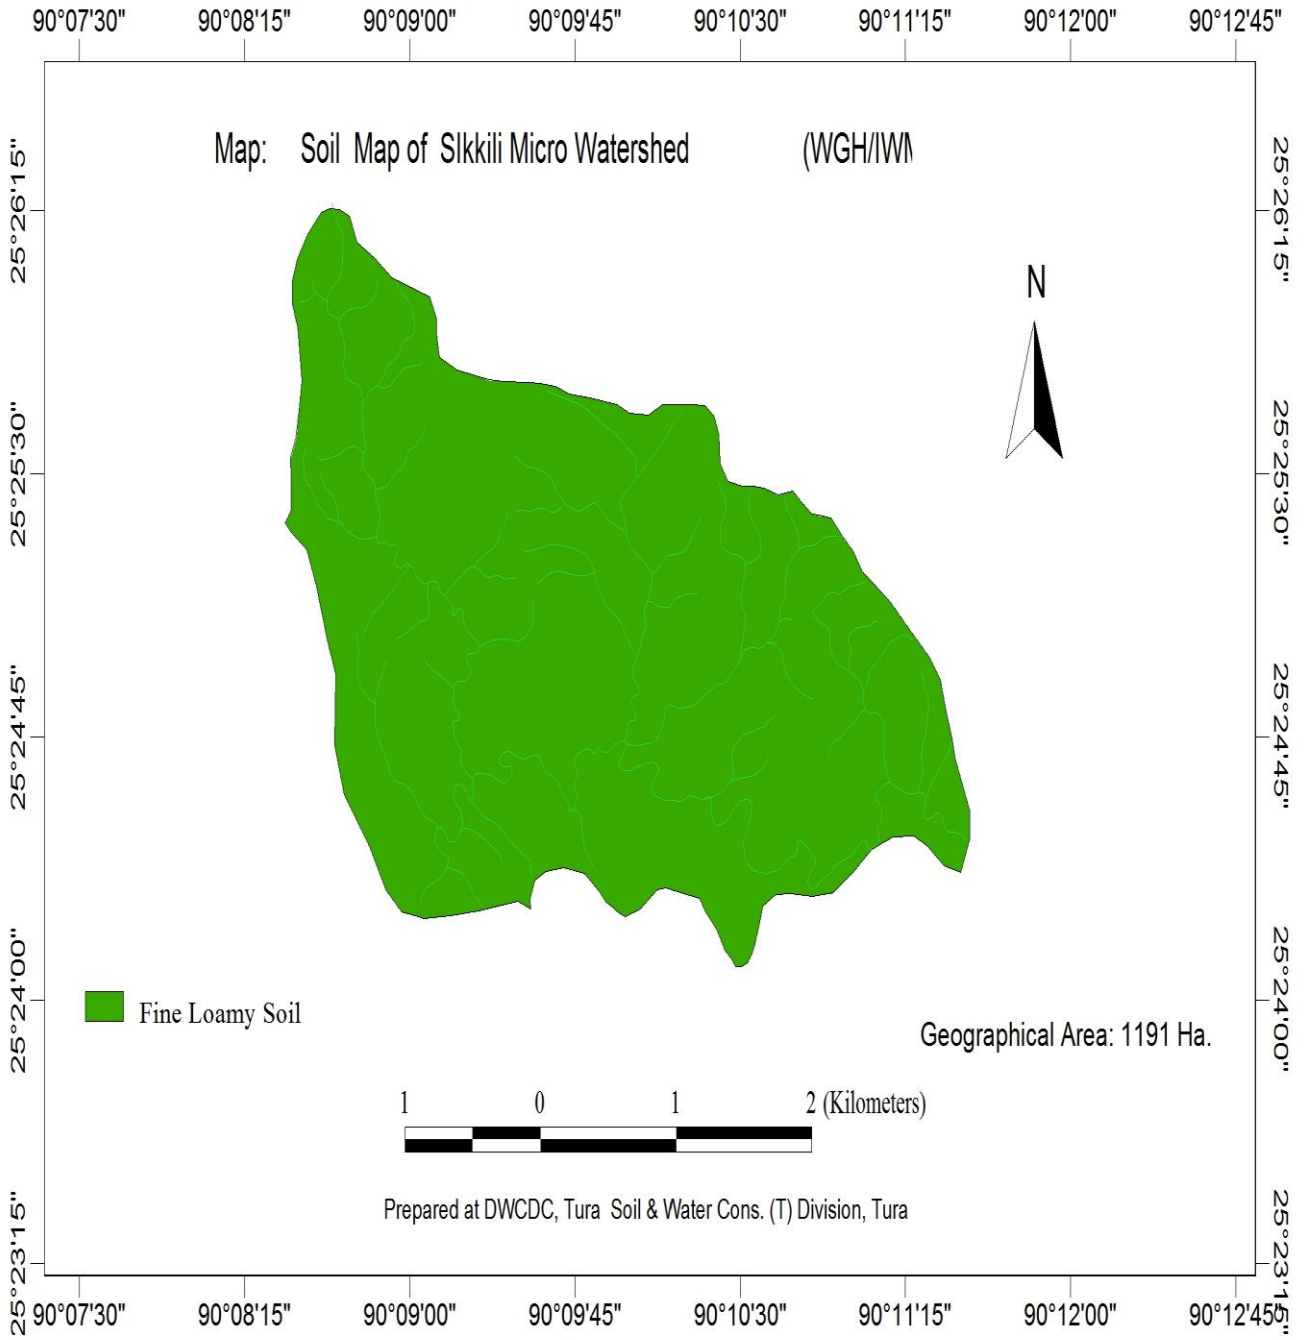 90°07'30" 90°08'15" 90°09'00" 90°09'45" 90°10'30" 90°11'15" 90°12'00" 90°12'45"
Map: Soil Map of SIkkili Micro Watershed (WGH/IWM
25°26'15" 25°26'15"
N
25°25'30" 25°25'30"
25°24'45" 25°24'45"
25°24'00" 25°24'00"
Fine Loamy Soil
Geographical Area: 1191 Ha.
1 0 1 2 (Kilometers)
Prepared at DWCDC, Tura Soil & Water Cons. (T) Division, Tura
25°23'15" 25°23'15"
90°07'30" 90°08'15" 90°09'00" 90°09'45" 90°10'30" 90°11'15" 90°12'00" 90°12'45"